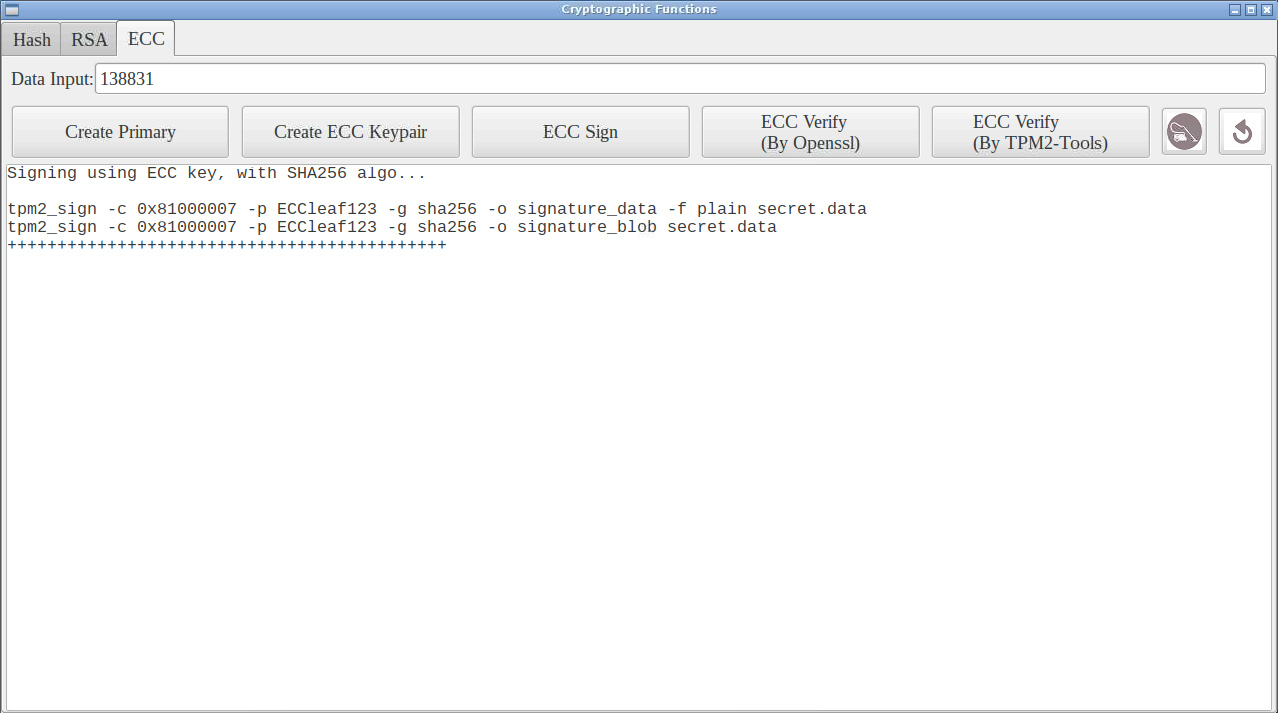 Cryptographic Functions
Hash RSA ECC
Data Input: 138831
Create Primary
Create ECC Keypair
ECC Sign
ECC Verify
(By Openssl)
ECC Verify
(By TPM2-Tools)
Signing using ECC key, with SHA256 algo...
tpm2_sign -c 0x81000007 -p ECCleaf123 -g sha256 -o signature_data -f plain secret.data
tpm2_sign -c 0x81000007 -p ECCleaf123 -g sha256 -o signature_blob secret.data
++++++++++++++++++++++++++++++++++++++++++++